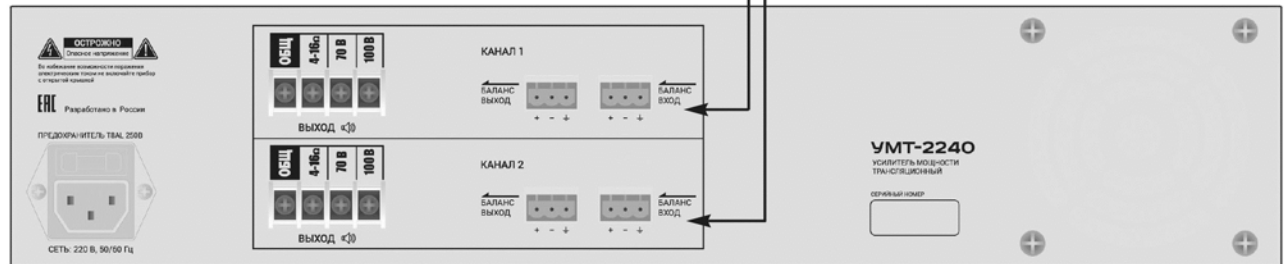 ОСТРОЖНО
Опасное напряжение
Во избежание возможности поражения
электрическим током не включайте прибор
с открытой крышкой
EAC Разработано в России
ПРЕДОХРАНИТЕЛЬ T8AL 250В
СЕТЬ: 220 В, 50/60 Гц
ОБЩ 4-16Ω 70 В 100 В
КАНАЛ 1
БАЛАНС
ВЫХОД
БАЛАНС
ВХОД
+ - ⏚
+ - ⏚
ВЫХОД
ОБЩ 4-16Ω 70 В 100 В
КАНАЛ 2
БАЛАНС
ВЫХОД
БАЛАНС
ВХОД
+ - ⏚
+ - ⏚
ВЫХОД
УМТ-2240
УСИЛИТЕЛЬ МОЩНОСТИ
ТРАНСЛЯЦИОННЫЙ
СЕРИЙНЫЙ НОМЕР